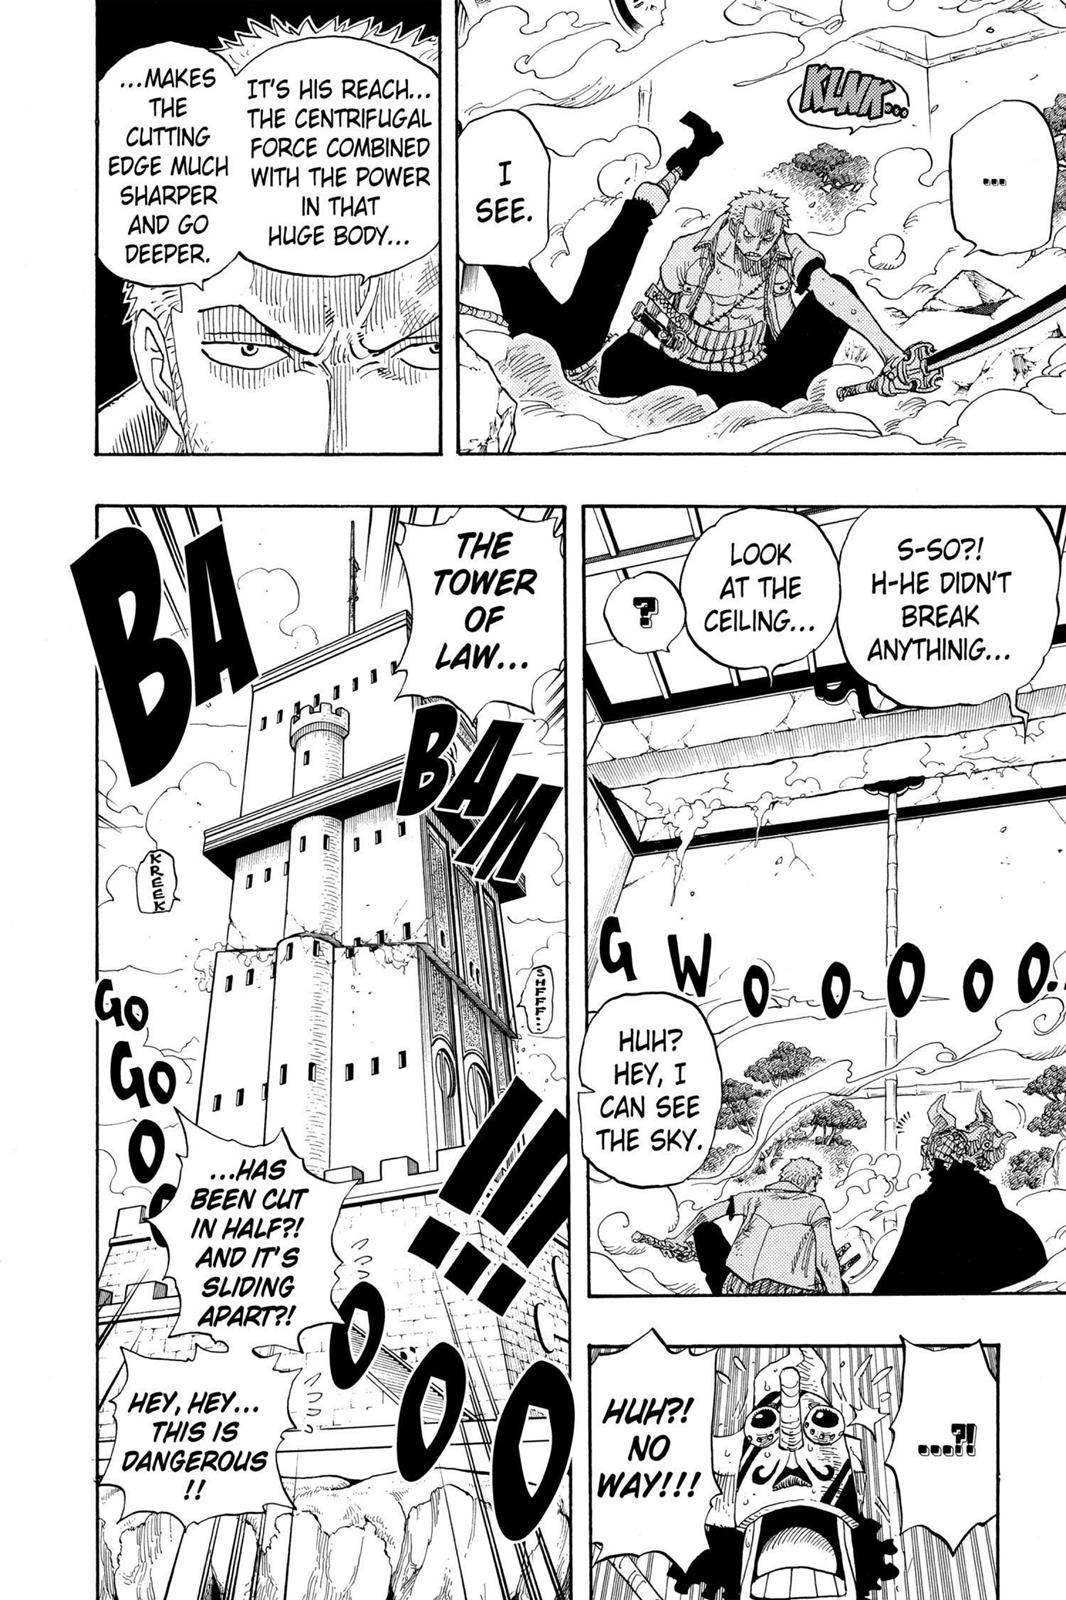 KLNK...
...
I
SEE.
IT'S HIS REACH...
THE CENTRIFUGAL
FORCE COMBINED
WITH THE POWER
IN THAT
HUGE BODY...
...MAKES
THE
CUTTING
EDGE MUCH
SHARPER
AND GO
DEEPER.
S-SO?!
H-HE DIDN'T
BREAK
ANYTHINIG...
LOOK
AT THE
CEILING...
?
GWOOOOO...
HUH?
HEY, I
CAN SEE
THE SKY.
...?!
HUH?!
NO
WAY!!!
THE
TOWER
OF
LAW...
BA
BAM
KREEK
SHFFF...
GO
GO
O
O
O
O
O
!!!
...HAS
BEEN CUT
IN HALF?!
AND IT'S
SLIDING
APART?!
HEY, HEY...
THIS IS
DANGEROUS
!!